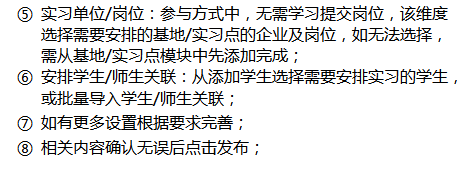 ⑤ 实习单位/岗位：参与方式中，无需学习提交岗位，该维度
选择需要安排的基地/实习点的企业及岗位，如无法选择，
需从基地/实习点模块中先添加完成；
⑥ 安排学生/师生关联：从添加学生选择需要安排实习的学生，
或批量导入学生/师生关联；
⑦ 如有更多设置根据要求完善；
⑧ 相关内容确认无误后点击发布；